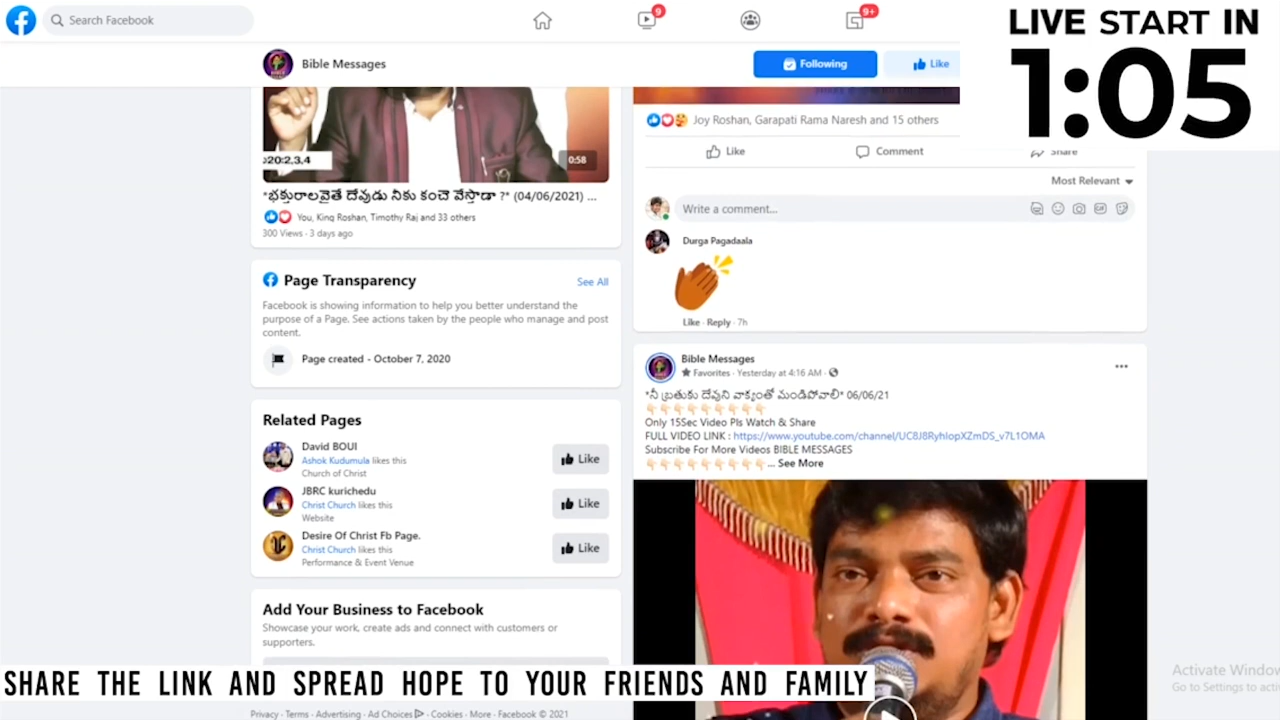 Search Facebook
9
9+
LIVE START IN
1:05
Bible Messages
Following
Like
20:2,3,4
0:58
*భక్తురాలవైతే దేవుడు నీకు కంచె వేస్తాడా ?* (04/06/2021) ...
You, King Roshan, Timothy Raj and 33 others
300 Views · 3 days ago
Page Transparency
See All
Facebook is showing information to help you better understand the
purpose of a Page. See actions taken by the people who manage and post
content.
Page created - October 7, 2020
Related Pages
David BOUI
Ashok Kudumula likes this
Church of Christ
Like
JBRC kurichedu
Christ Church likes this
Website
Like
Desire Of Christ Fb Page.
Christ Church likes this
Performance & Event Venue
Like
Add Your Business to Facebook
Showcase your work, create ads and connect with customers or
supporters.
Joy Roshan, Garapati Rama Naresh and 15 others
Like
Comment
Share
Most Relevant
Write a comment...
GIF
Durga Pagadaala
Like · Reply · 7h
Bible Messages
Favorites · Yesterday at 4:16 AM ·
*నీ బ్రతుకు దేవుని వాక్యంతో మండిపోవాలి* 06/06/21
Only 15Sec Video Pls Watch & Share
FULL VIDEO LINK : https://www.youtube.com/channel/UC8J8RyhIopXZmDS_v7L1OMA
Subscribe For More Videos BIBLE MESSAGES
... See More
SHARE THE LINK AND SPREAD HOPE TO YOUR FRIENDS AND FAMILY
Privacy · Terms · Advertising · Ad Choices · Cookies · More · Facebook © 2021
Activate Window
Go to Settings to acti